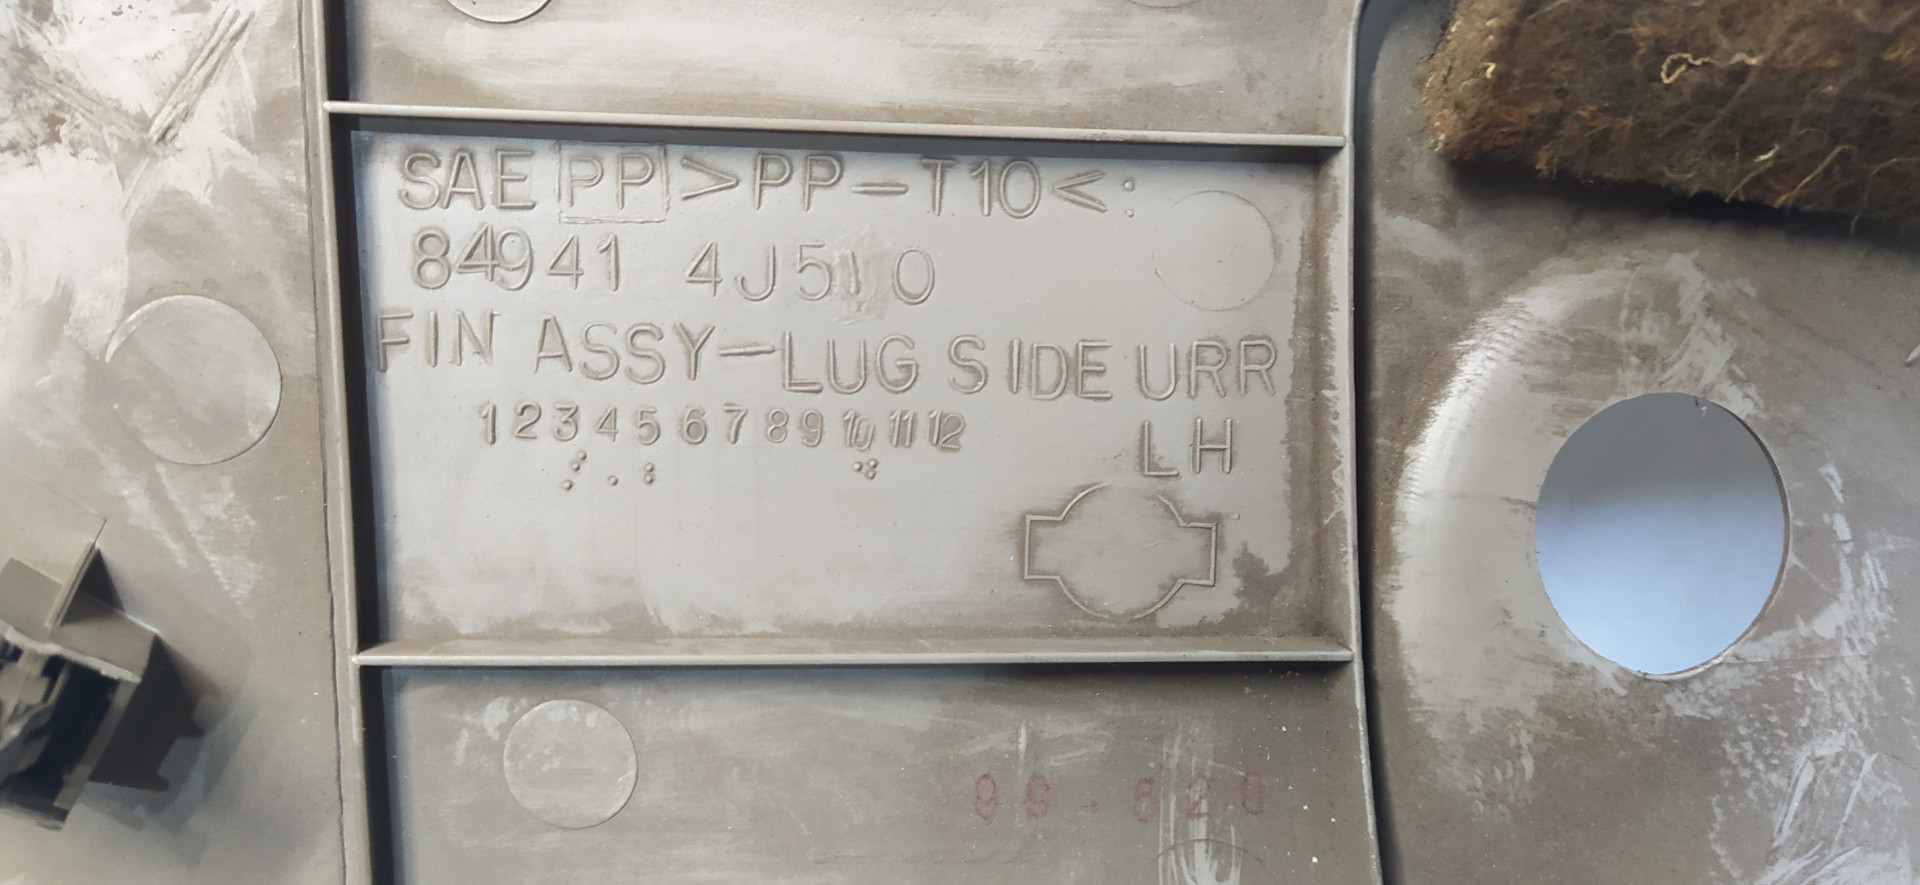 SAE PP >PP-T10<:
84941 4J510
FIN ASSY-LUG SIDE URR
1 2 3 4 5 6 7 8 9 10 11 12
LH